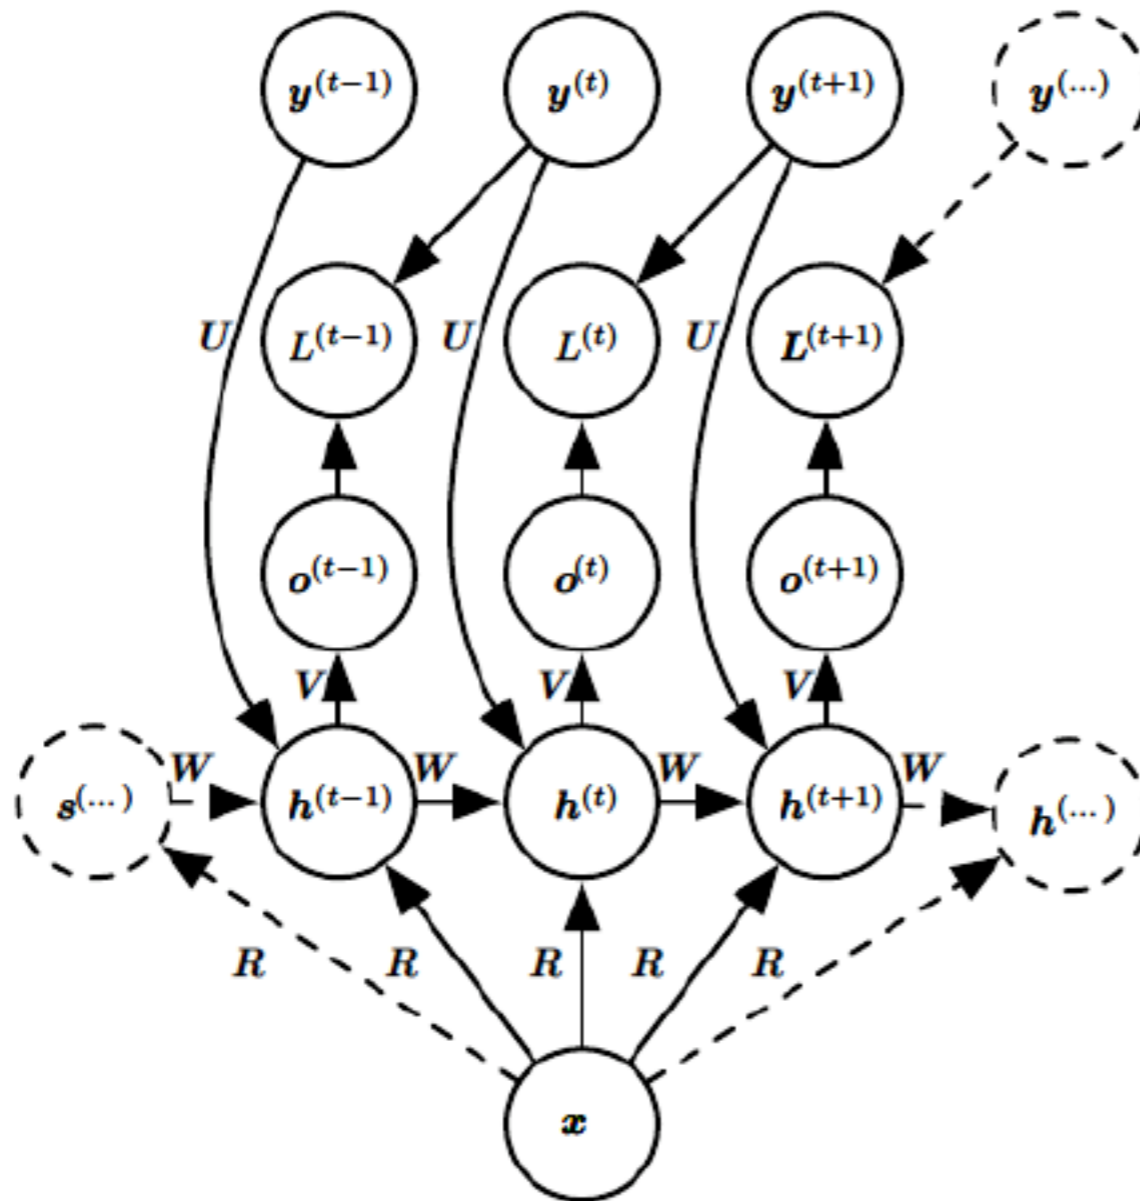 y(t−1) y(t) y(t+1) y(...)
U L(t−1) U L(t) U L(t+1)
o(t−1) o(t) o(t+1)
V V V
W W W W
s(...) h(t−1) h(t) h(t+1) h(...)
R R R R R
x